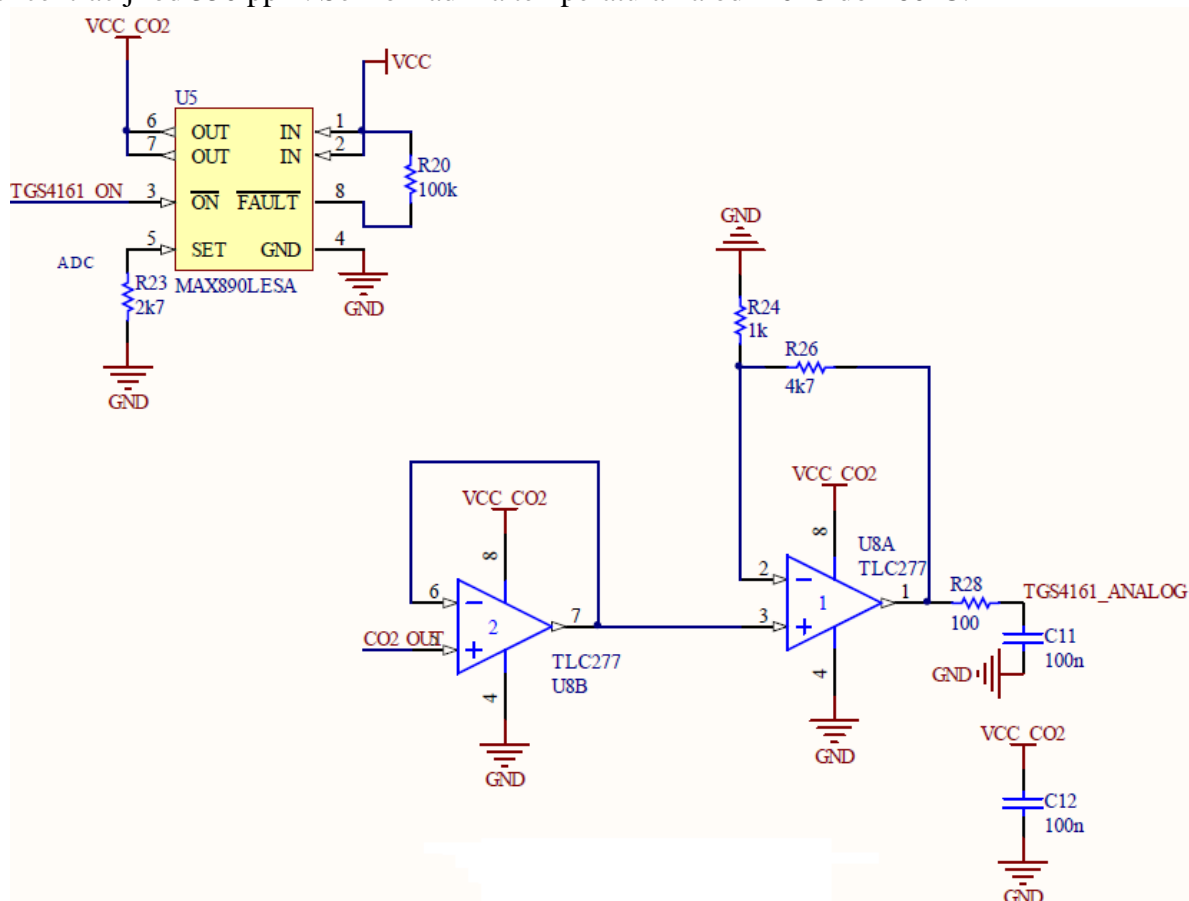 VCC_CO2
VCC
U5
6 OUT IN 1
7 OUT IN 2
R20
100k
TGS4161_ON 3 ON FAULT 8
5 SET GND 4
ADC
R23
2k7
MAX890LESA
GND
GND
GND
R24
1k
R26
4k7
VCC_CO2
8
VCC_CO2
8
U8A
TLC277
2
1
3
1
R28
100
TGS4161_ANALOG
C11
100n
GND
6
2
7
CO2_OUT
TLC277
U8B
4
GND
4
GND
VCC_CO2
C12
100n
GND